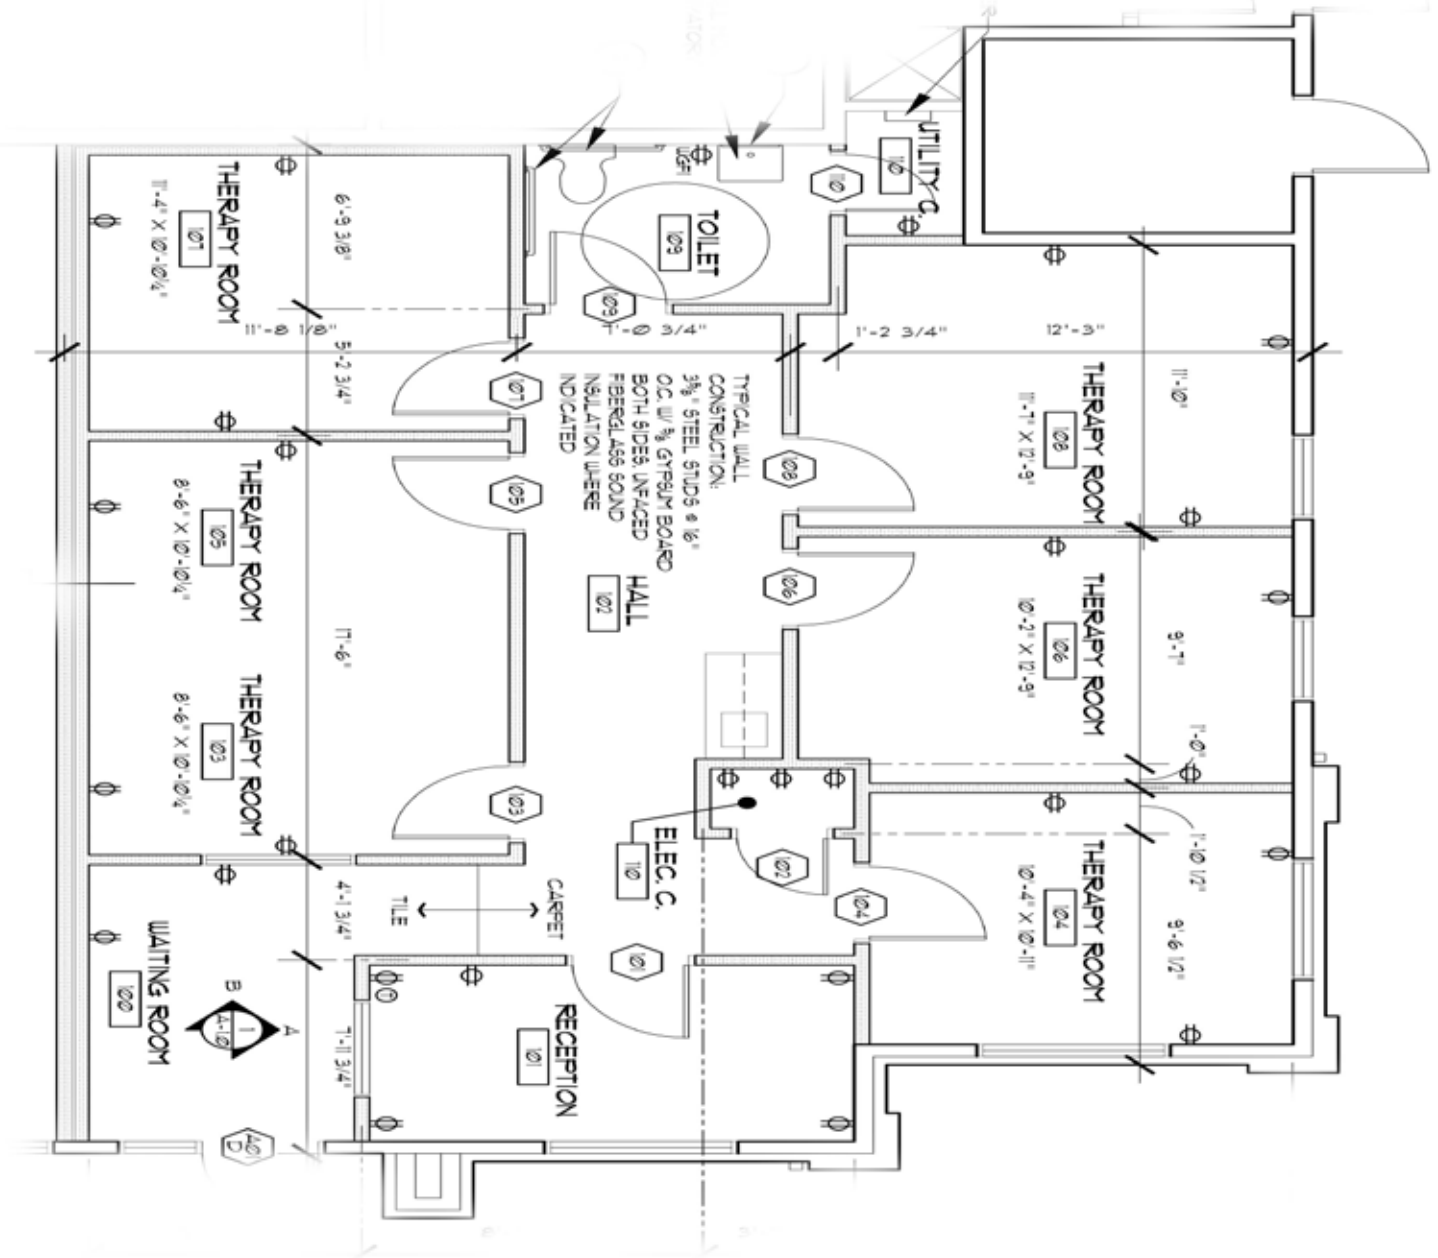 UTILITY C.
110
110
THERAPY ROOM
107
11'-4" X 10'-10¼"
6'-9 3/8"
GFI
TOILET
109
109
11'-8 1/8"
7'-0 3/4"
1'-2 3/4"
12'-3"
5'-2 3/4"
107
TYPICAL WALL
CONSTRUCTION:
3⅝" STEEL STUDS @ 16"
O.C. W/ ⅝ GYPSUM BOARD
BOTH SIDES, UNFACED
FIBERGLASS SOUND
INSULATION WHERE
INDICATED
108
THERAPY ROOM
108
11'-7" X 12'-9"
11'-10"
THERAPY ROOM
105
8'-6" X 10'-10¼"
105
HALL
102
106
THERAPY ROOM
106
10'-2" X 12'-9"
9'-7"
17'-6"
THERAPY ROOM
103
8'-6" X 10'-10¼"
103
1'-0"
1'-10 1/2"
ELEC. C.
110
102
104
THERAPY ROOM
104
10'-4" X 10'-11"
9'-6 1/2"
4'-1 3/4"
TILE
CARPET
101
WAITING ROOM
100
B
1
A
7'-11 3/4"
RECEPTION
101